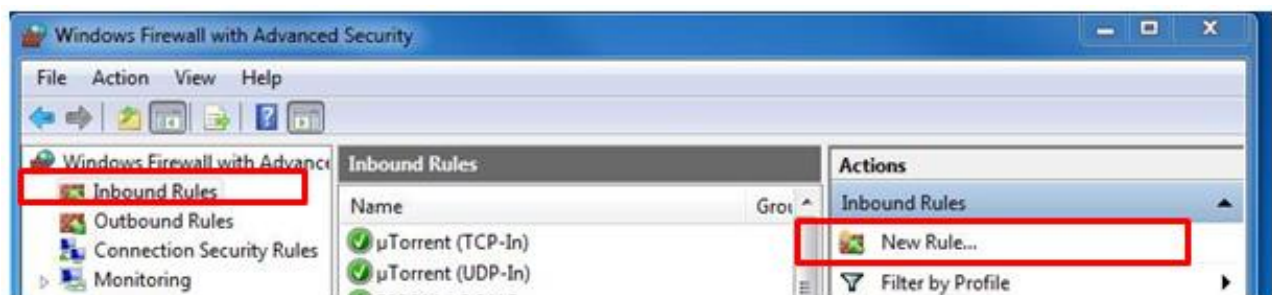 Windows Firewall with Advanced Security
File Action View Help
Windows Firewall with Advance
Inbound Rules
Outbound Rules
Connection Security Rules
Monitoring
Inbound Rules
Name Grou
µTorrent (TCP-In)
µTorrent (UDP-In)
Actions
Inbound Rules
New Rule...
Filter by Profile